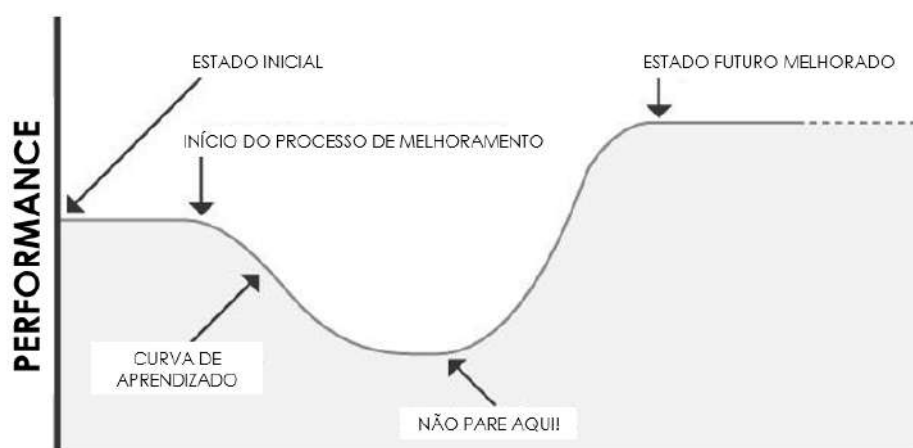 ESTADO INICIAL
ESTADO FUTURO MELHORADO
INÍCIO DO PROCESSO DE MELHORAMENTO
PERFORMANCE
CURVA DE
APRENDIZADO
NÃO PARE AQUI!